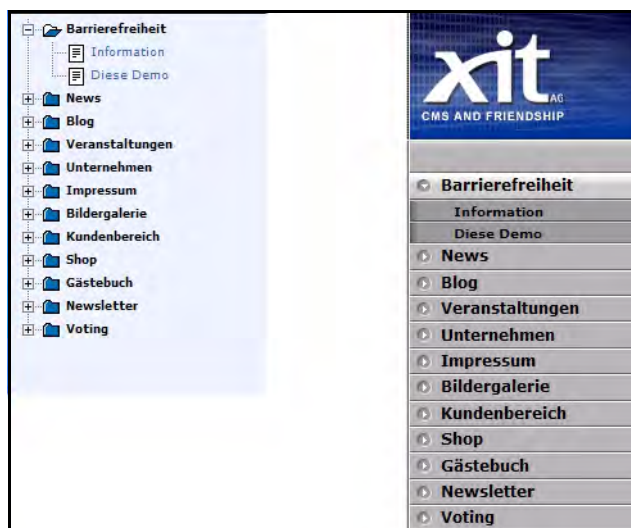 Barrierefreiheit
Information
Diese Demo
News
Blog
Veranstaltungen
Unternehmen
Impressum
Bildergalerie
Kundenbereich
Shop
Gästebuch
Newsletter
Voting
xit
AG
CMS AND FRIENDSHIP
Barrierefreiheit
Information
Diese Demo
News
Blog
Veranstaltungen
Unternehmen
Impressum
Bildergalerie
Kundenbereich
Shop
Gästebuch
Newsletter
Voting